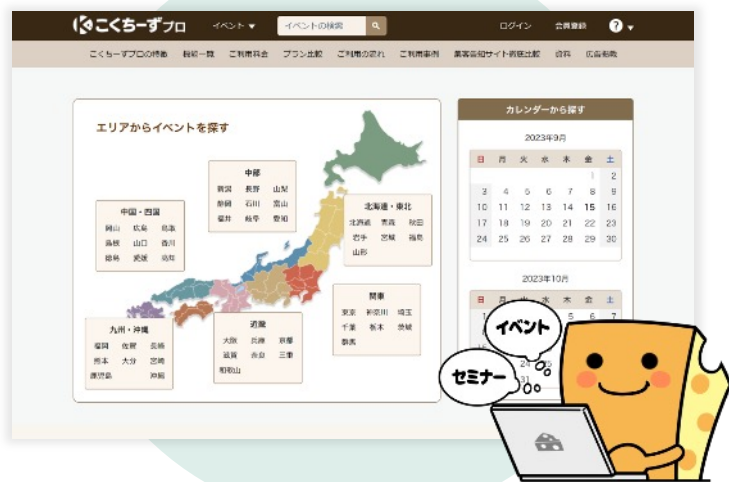 こくちーずプロ イベント▼ イベントの検索 ログイン 会員登録 ?▼
こくちーずプロの特徴 機能一覧 ご利用料金 プラン比較 ご利用の流れ ご利用事例 集客告知サイト徹底比較 資料 広告掲載
エリアからイベントを探す
中部
新潟 長野 山梨
静岡 石川 富山
福井 岐阜 愛知
中国・四国
岡山 広島 鳥取
島根 山口 香川
徳島 愛媛 高知
北海道・東北
北海道 青森 秋田
岩手 宮城 福島
山形
関東
東京 神奈川 埼玉
千葉 栃木 茨城
群馬
近畿
大阪 兵庫 京都
滋賀 奈良 三重
和歌山
九州・沖縄
福岡 佐賀 長崎
熊本 大分 宮崎
鹿児島 沖縄
カレンダーから探す
2023年9月
日 月 火 水 木 金 土
1 2
3 4 5 6 7 8 9
10 11 12 13 14 15 16
17 18 19 20 21 22 23
24 25 26 27 28 29 30
2023年10月
日 月 火 水 木 金 土
1 5 6 7
24 25
31
イベント
セミナー